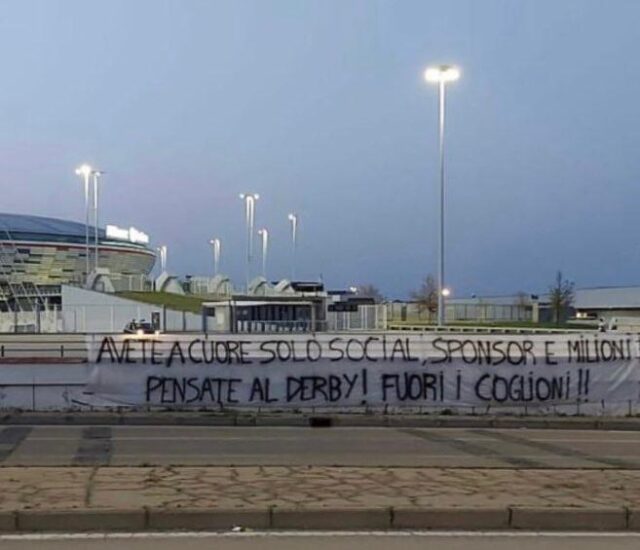 AVETE A CUORE SOLO SOCIAL, SPONSOR E MILIONI!
PENSATE AL DERBY! FUORI I COGLIONI!!